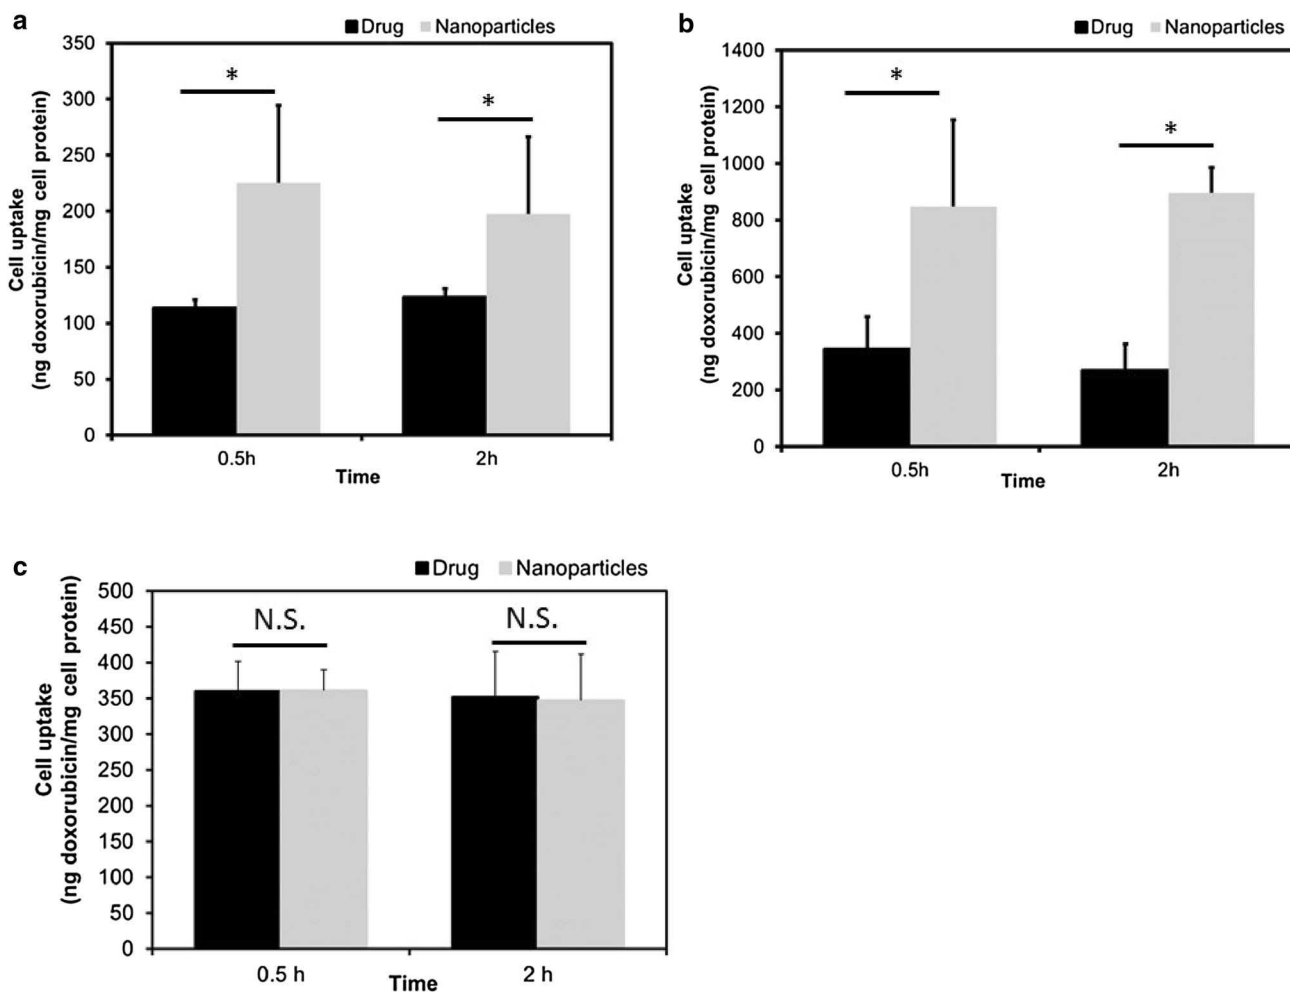 a
Drug Nanoparticles
350
300
250
200
150
100
50
0
Cell uptake
(ng doxorubicin/mg cell protein)
*
*
0.5h 2h
Time
b
Drug Nanoparticles
1400
1200
1000
800
600
400
200
0
Cell uptake
(ng doxorubicin/mg cell protein)
*
*
0.5h 2h
Time
c
Drug Nanoparticles
500
450
400
350
300
250
200
150
100
50
0
Cell uptake
(ng doxorubicin/mg cell protein)
N.S. N.S.
0.5 h 2 h
Time